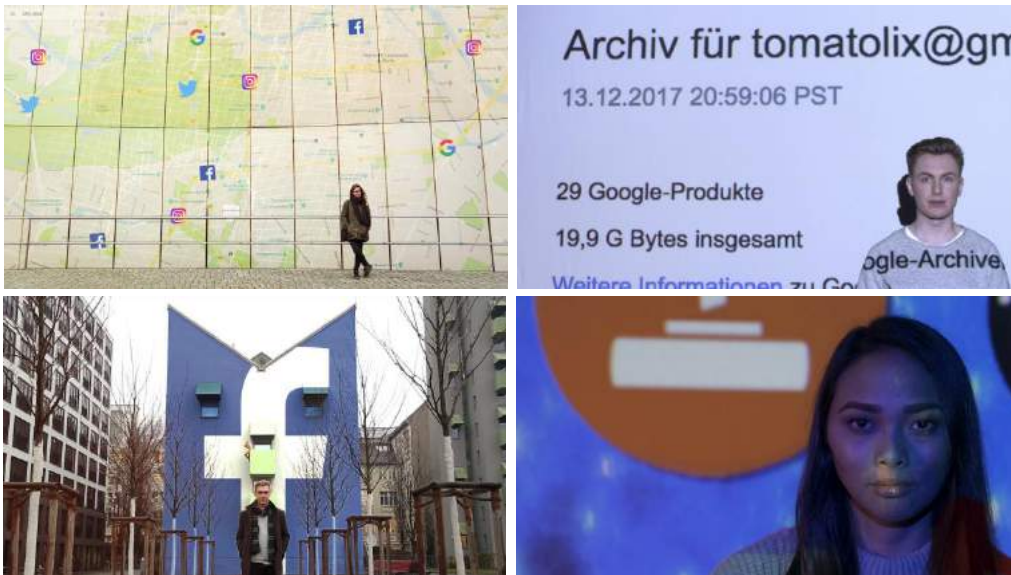 Archiv für tomatolix@gm
13.12.2017 20:59:06 PST
29 Google-Produkte
19,9 G Bytes insgesamt
ogle-Archive.
Weitere Informationen zu Go